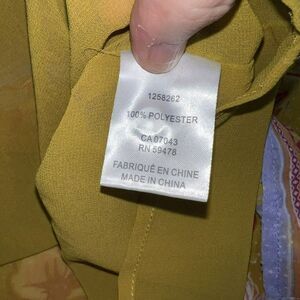 1258262
100% POLYESTER
CA 07043
RN 59478
FABRIQUÉ EN CHINE
MADE IN CHINA